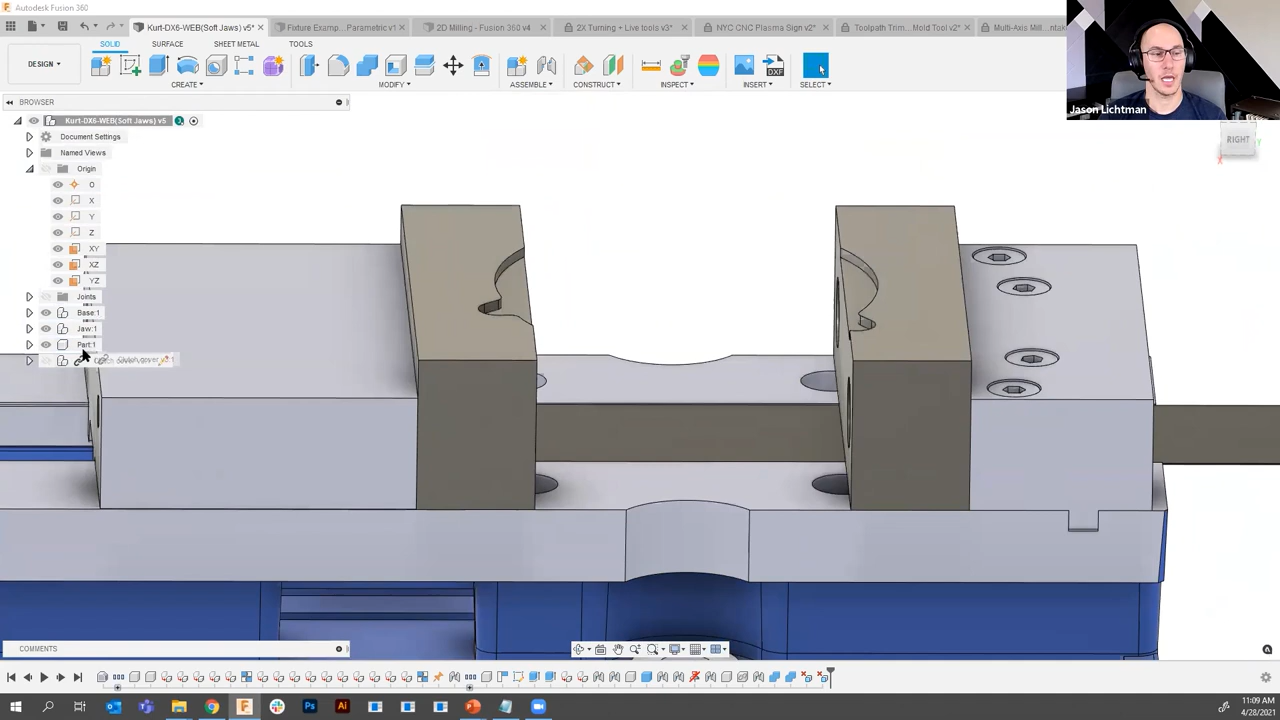 Autodesk Fusion 360
Kurt-DX6-WEB(Soft Jaws) v5*
Fixture Examp...Parametric v1*
2D Milling - Fusion 360 v4
2X Turning + Live tools v3*
NYC CNC Plasma Sign v2*
Toolpath Trim...Mold Tool v2*
Multi-Axis Mill...
SOLID
SURFACE
SHEET METAL
TOOLS
DESIGN
CREATE
MODIFY
ASSEMBLE
CONSTRUCT
INSPECT
INSERT
SELECT
DXF
Jason Lichtman
BROWSER
Kurt-DX6-WEB(Soft Jaws) v5
Document Settings
Named Views
Origin
O
X
Y
Z
XY
XZ
YZ
Joints
Base:1
Jaw:1
Part:1
RIGHT
Y
X
COMMENTS
Ps
Ai
11:09 AM
4/28/2021